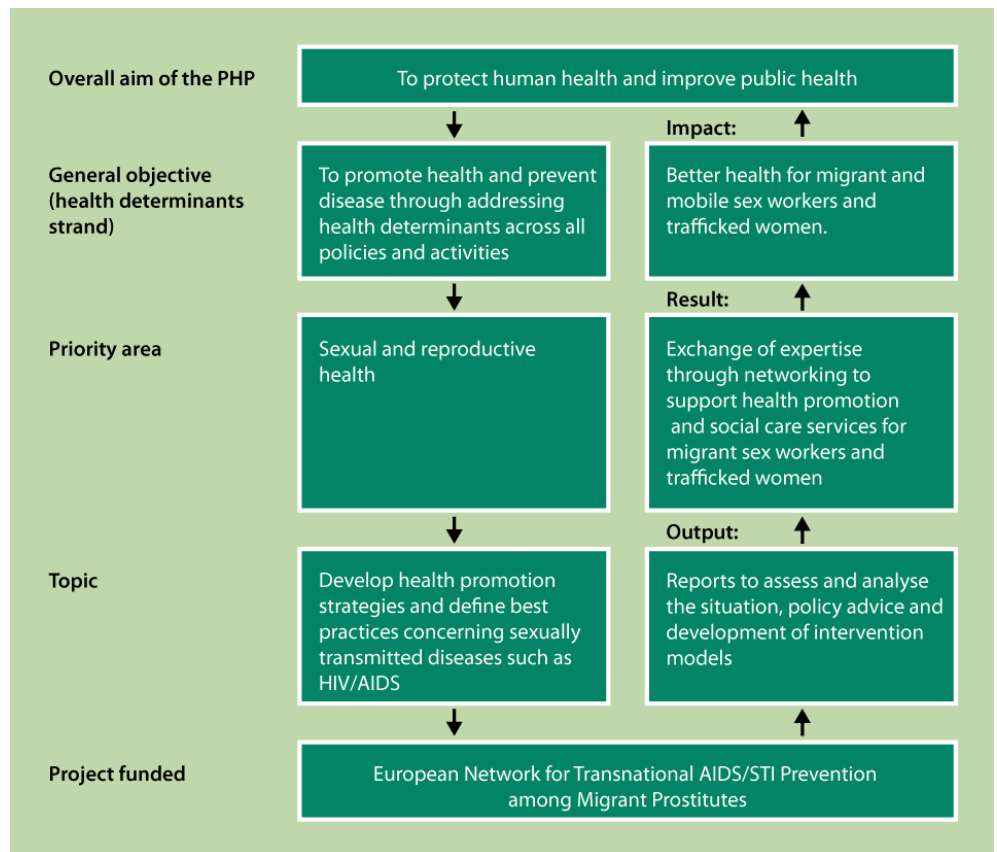 Overall aim of the PHP
To protect human health and improve public health
Impact:
General objective
(health determinants
strand)
To promote health and prevent
disease through addressing
health determinants across all
policies and activities
Better health for migrant and
mobile sex workers and
trafficked women.
Result:
Priority area
Sexual and reproductive
health
Exchange of expertise
through networking to
support health promotion
and social care services for
migrant sex workers and
trafficked women
Output:
Topic
Develop health promotion
strategies and define best
practices concerning sexually
transmitted diseases such as
HIV/AIDS
Reports to assess and analyse
the situation, policy advice and
development of intervention
models
Project funded
European Network for Transnational AIDS/STI Prevention
among Migrant Prostitutes